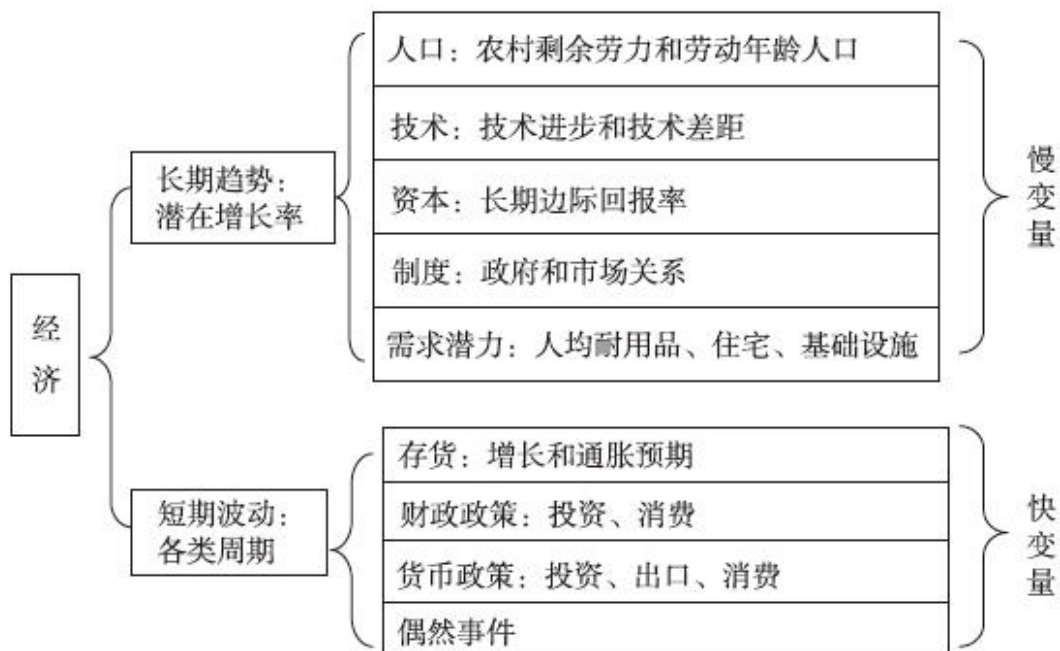 经济
长期趋势：
潜在增长率
人口：农村剩余劳力和劳动年龄人口
技术：技术进步和技术差距
资本：长期边际回报率
制度：政府和市场关系
需求潜力：人均耐用品、住宅、基础设施
慢变量
短期波动：
各类周期
存货：增长和通胀预期
财政政策：投资、消费
货币政策：投资、出口、消费
偶然事件
快变量